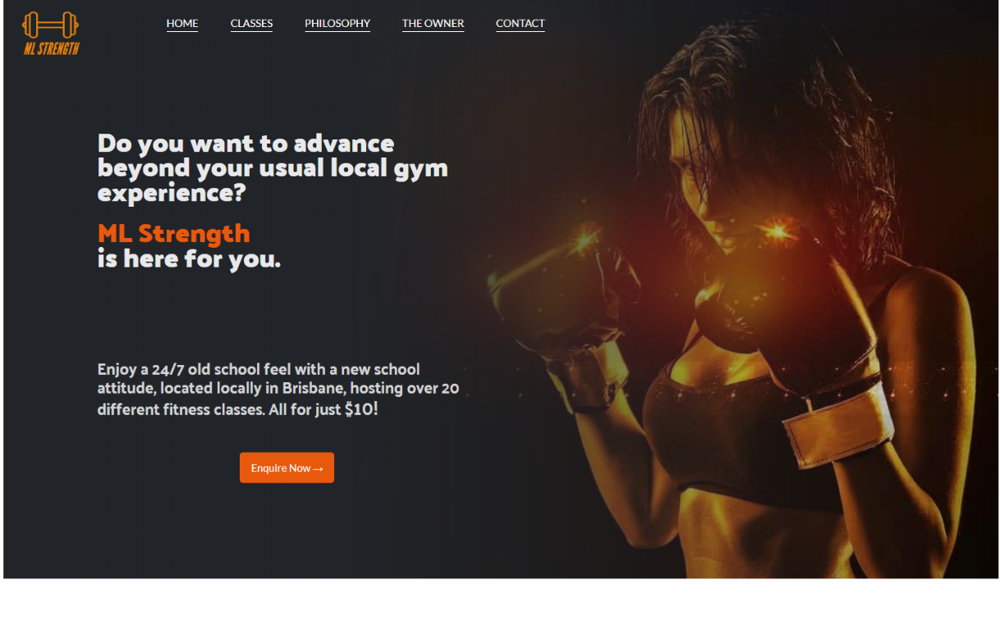 HOME CLASSES PHILOSOPHY THE OWNER CONTACT
ML STRENGTH
Do you want to advance
beyond your usual local gym
experience?
ML Strength
is here for you.
Enjoy a 24/7 old school feel with a new school
attitude, located locally in Brisbane, hosting over 20
different fitness classes. All for just $10!
Enquire Now →